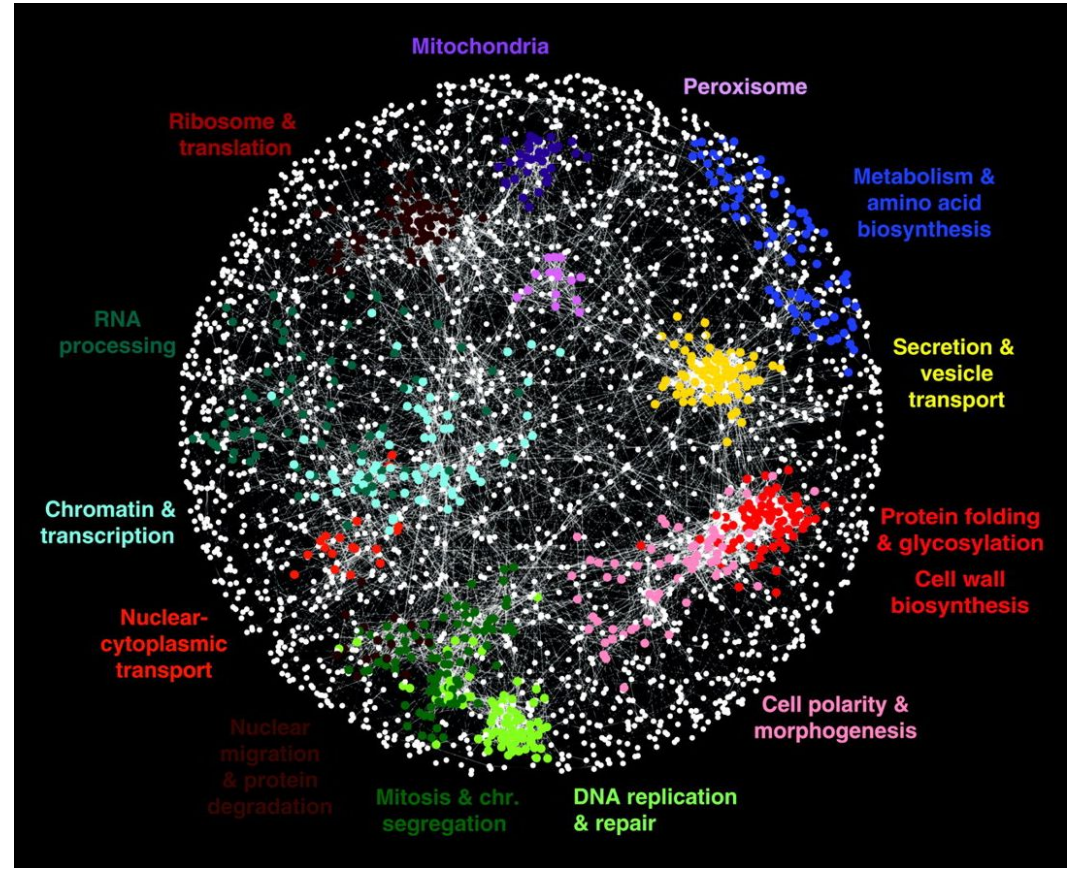 Mitochondria
Peroxisome
Ribosome &
translation
Metabolism &
amino acid
biosynthesis
RNA
processing
Secretion &
vesicle
transport
Chromatin &
transcription
Protein folding
& glycosylation
Cell wall
biosynthesis
Nuclear-
cytoplasmic
transport
Cell polarity &
morphogenesis
Nuclear
migration
& protein
degradation
Mitosis & chr.
segregation
DNA replication
& repair